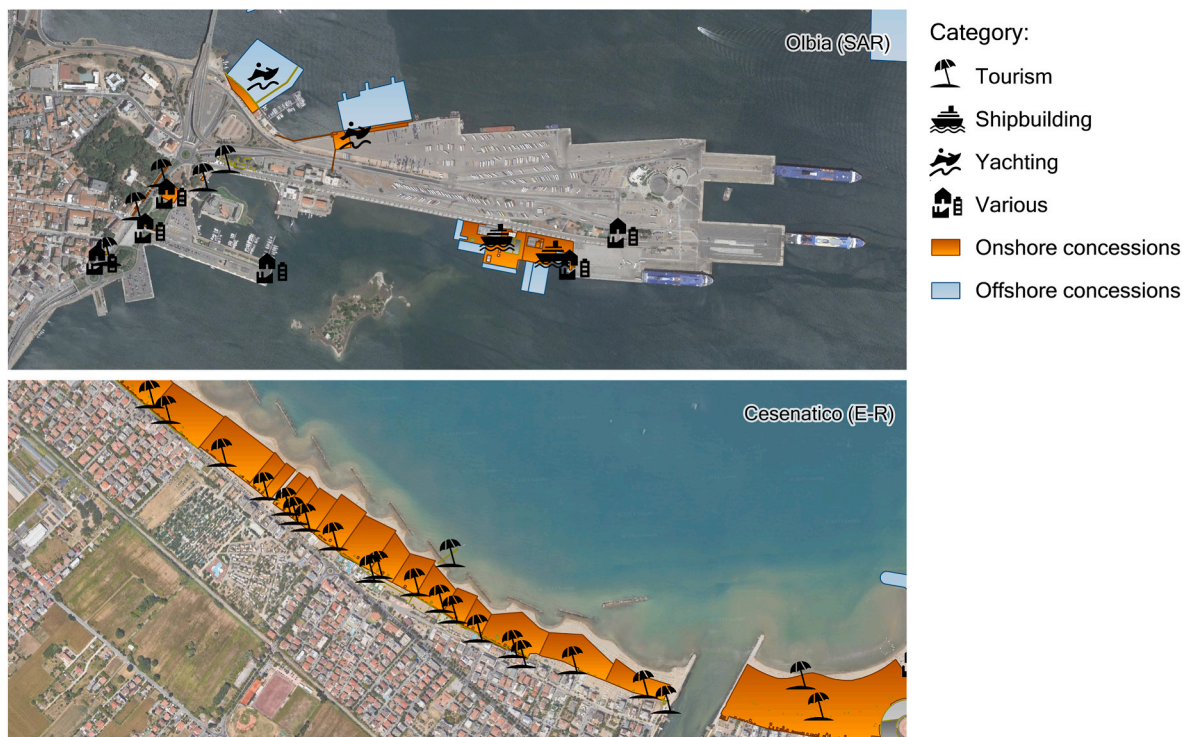 Olbia (SAR)
Category:
Tourism
Shipbuilding
Yachting
Various
Onshore concessions
Offshore concessions
Cesenatico (E-R)